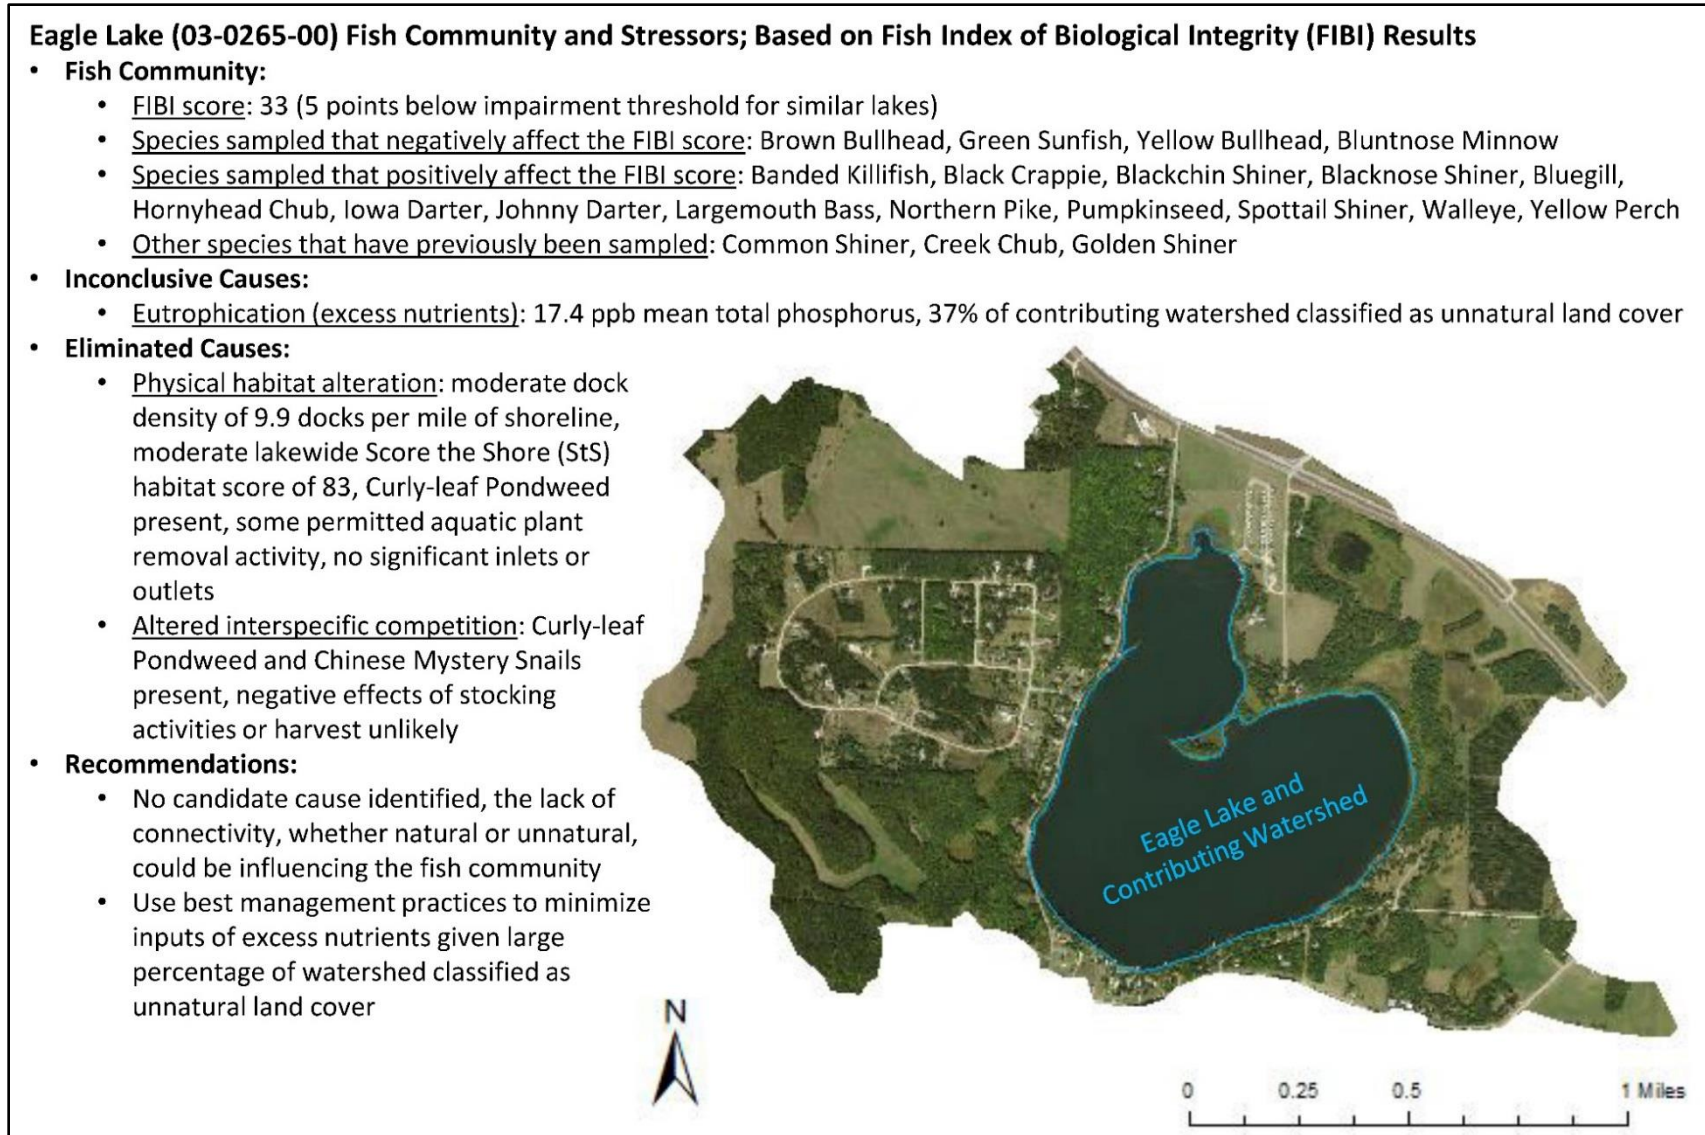 Eagle Lake (03-0265-00) Fish Community and Stressors; Based on Fish Index of Biological Integrity (FIBI) Results
• Fish Community:
• FIBI score: 33 (5 points below impairment threshold for similar lakes)
• Species sampled that negatively affect the FIBI score: Brown Bullhead, Green Sunfish, Yellow Bullhead, Bluntnose Minnow
• Species sampled that positively affect the FIBI score: Banded Killifish, Black Crappie, Blackchin Shiner, Blacknose Shiner, Bluegill,
Hornyhead Chub, Iowa Darter, Johnny Darter, Largemouth Bass, Northern Pike, Pumpkinseed, Spottail Shiner, Walleye, Yellow Perch
• Other species that have previously been sampled: Common Shiner, Creek Chub, Golden Shiner
• Inconclusive Causes:
• Eutrophication (excess nutrients): 17.4 ppb mean total phosphorus, 37% of contributing watershed classified as unnatural land cover
• Eliminated Causes:
• Physical habitat alteration: moderate dock
density of 9.9 docks per mile of shoreline,
moderate lakewide Score the Shore (StS)
habitat score of 83, Curly-leaf Pondweed
present, some permitted aquatic plant
removal activity, no significant inlets or
outlets
• Altered interspecific competition: Curly-leaf
Pondweed and Chinese Mystery Snails
present, negative effects of stocking
activities or harvest unlikely
• Recommendations:
• No candidate cause identified, the lack of
connectivity, whether natural or unnatural,
could be influencing the fish community
• Use best management practices to minimize
inputs of excess nutrients given large
percentage of watershed classified as
unnatural land cover
Eagle Lake and
Contributing Watershed
N
0 0.25 0.5 1 Miles